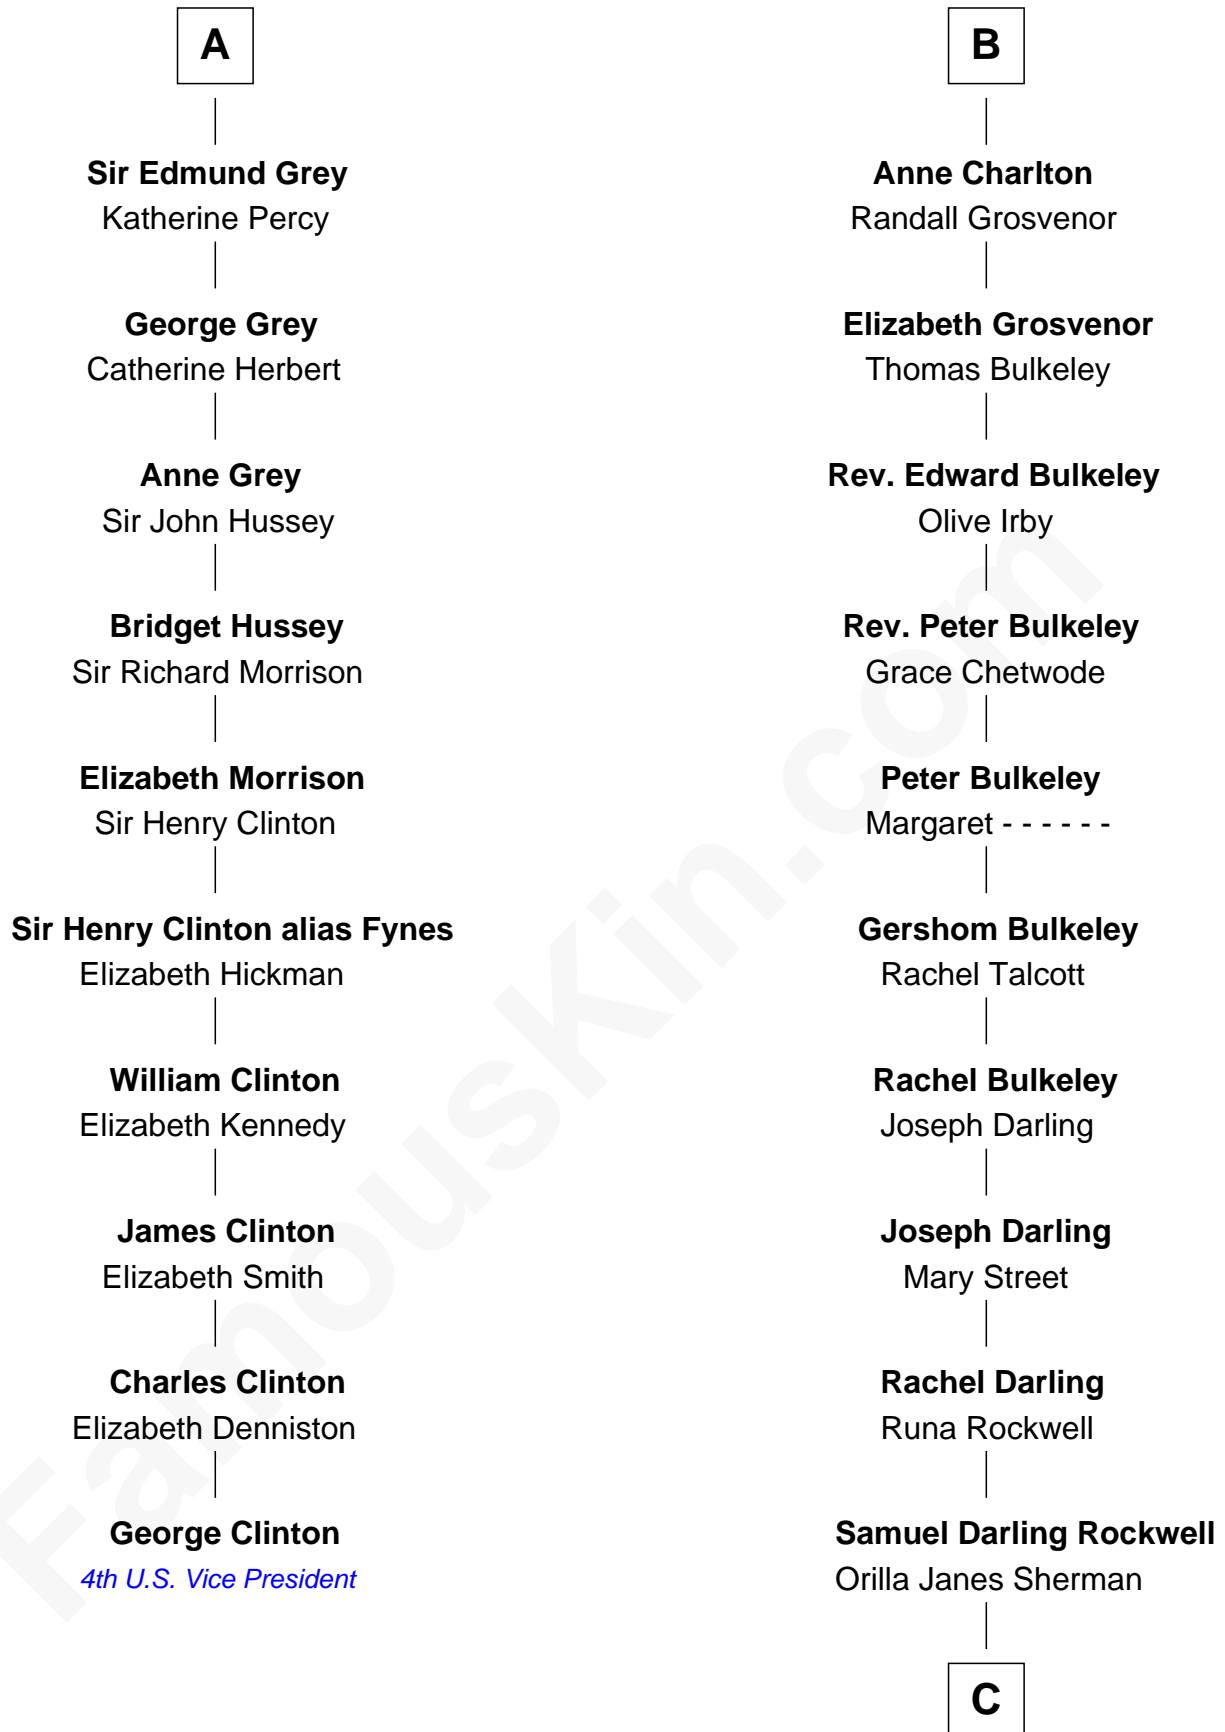 A
Sir Edmund Grey
Katherine Percy
George Grey
Catherine Herbert
Anne Grey
Sir John Hussey
Bridget Hussey
Sir Richard Morrison
Elizabeth Morrison
Sir Henry Clinton
Sir Henry Clinton alias Fynes
Elizabeth Hickman
William Clinton
Elizabeth Kennedy
James Clinton
Elizabeth Smith
Charles Clinton
Elizabeth Denniston
George Clinton
4th U.S. Vice President
B
Anne Charlton
Randall Grosvenor
Elizabeth Grosvenor
Thomas Bulkeley
Rev. Edward Bulkeley
Olive Irby
Rev. Peter Bulkeley
Grace Chetwode
Peter Bulkeley
Margaret - - - - - -
Gershom Bulkeley
Rachel Talcott
Rachel Bulkeley
Joseph Darling
Joseph Darling
Mary Street
Rachel Darling
Runa Rockwell
Samuel Darling Rockwell
Orilla Janes Sherman
C
FamousKin.com